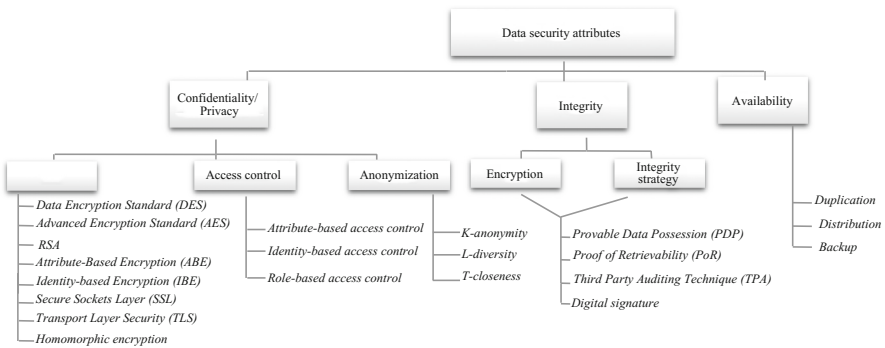 Data security attributes
Confidentiality/
Privacy
Integrity
Availability
Access control
Anonymization
Encryption
Integrity
strategy
Data Encryption Standard (DES)
Advanced Encryption Standard (AES)
RSA
Attribute-Based Encryption (ABE)
Identity-based Encryption (IBE)
Secure Sockets Layer (SSL)
Transport Layer Security (TLS)
Homomorphic encryption
Attribute-based access control
Identity-based access control
Role-based access control
K-anonymity
L-diversity
T-closeness
Provable Data Possession (PDP)
Proof of Retrievability (PoR)
Third Party Auditing Technique (TPA)
Digital signature
Duplication
Distribution
Backup